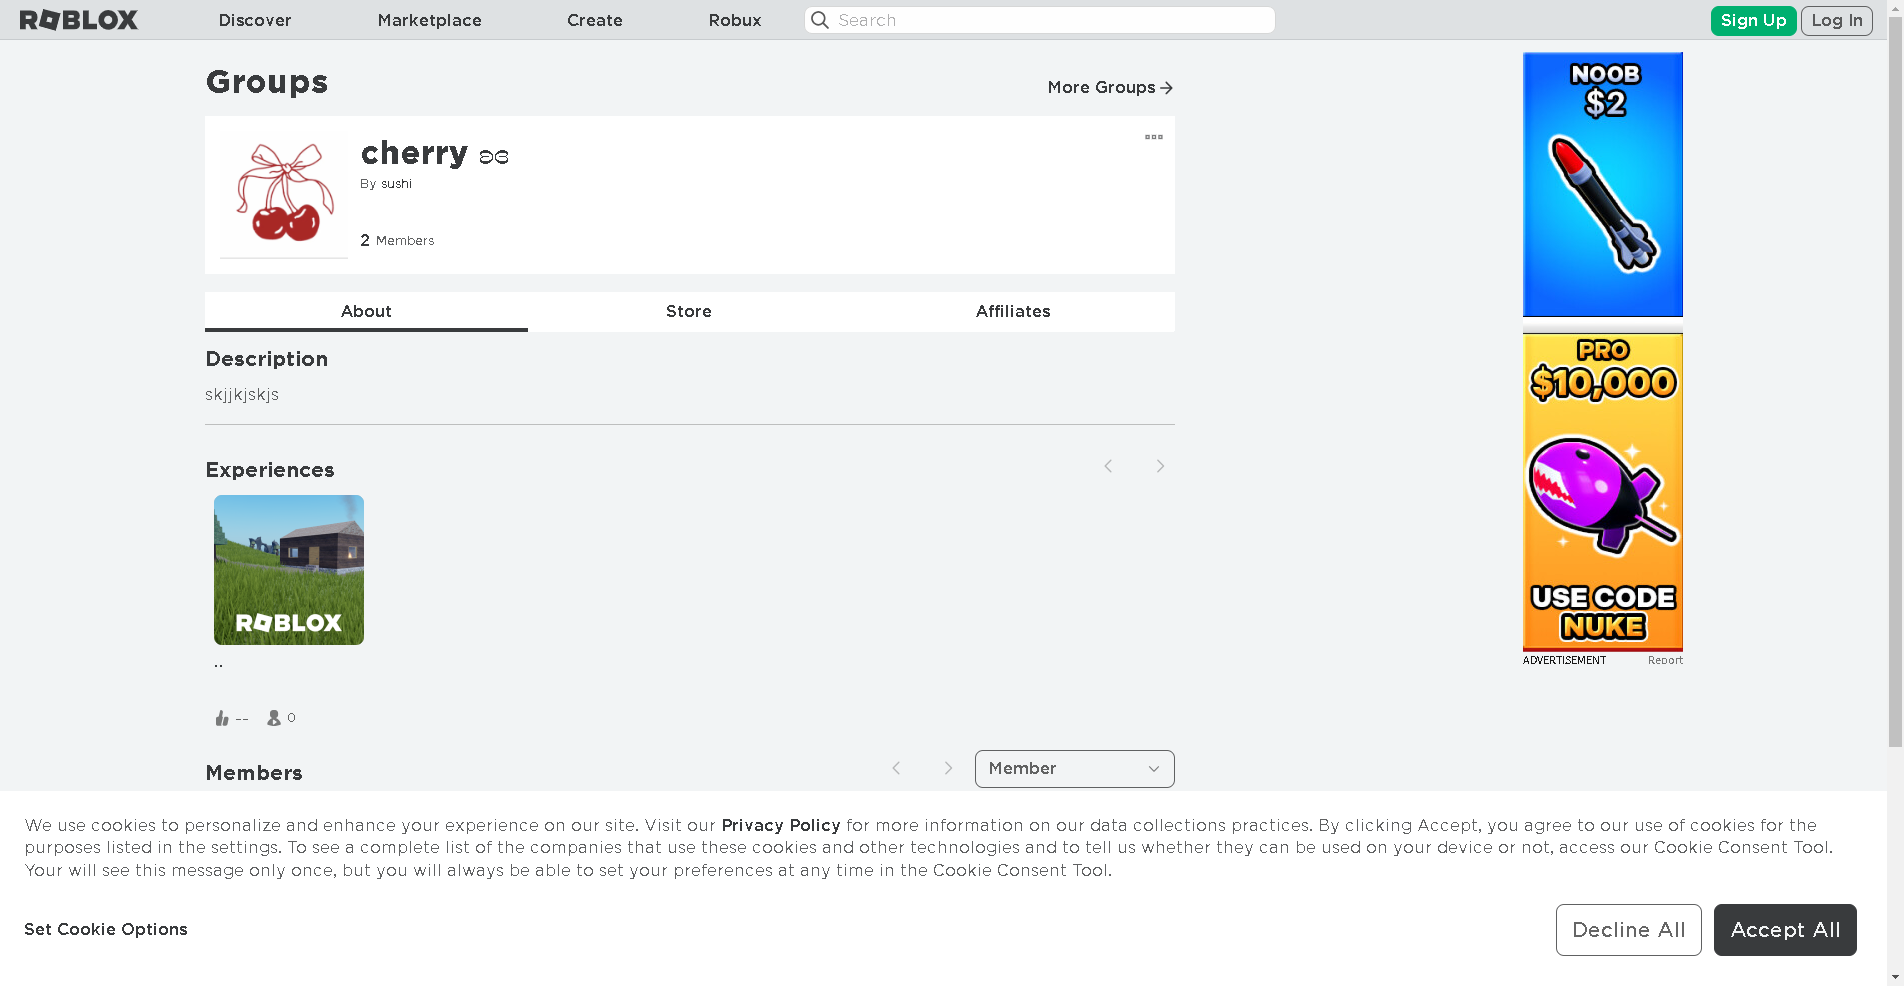 ROBLOX
Discover
Marketplace
Create
Robux
Search
Sign Up
Log In
Groups
More Groups
cherry ʚɞ
By sushi
2 Members
About
Store
Affiliates
Description
skjjkjskjs
Experiences
ROBLOX
..
--
0
Members
Member
NOOB
$2
PRO
$10,000
USE CODE
NUKE
ADVERTISEMENT
Report
We use cookies to personalize and enhance your experience on our site. Visit our Privacy Policy for more information on our data collections practices. By clicking Accept, you agree to our use of cookies for the
purposes listed in the settings. To see a complete list of the companies that use these cookies and other technologies and to tell us whether they can be used on your device or not, access our Cookie Consent Tool.
Your will see this message only once, but you will always be able to set your preferences at any time in the Cookie Consent Tool.
Set Cookie Options
Decline All
Accept All